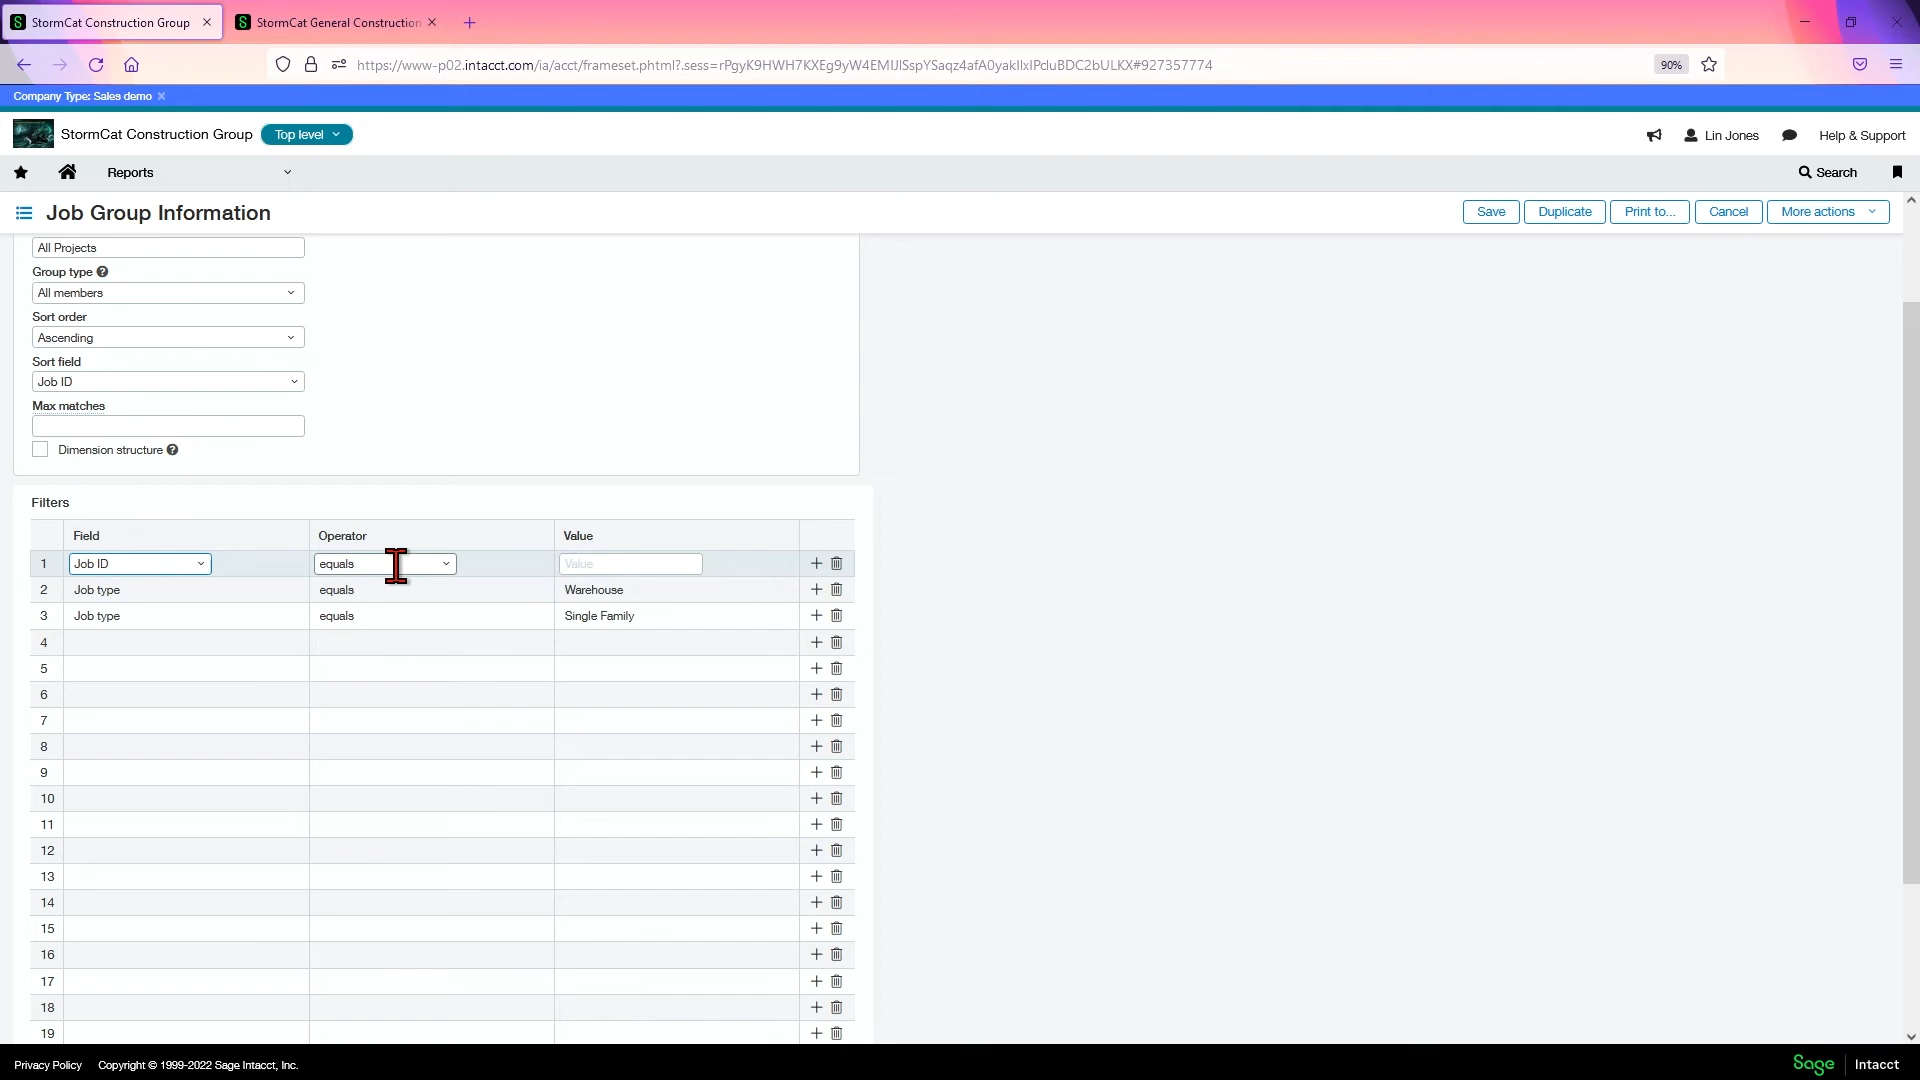 StormCat Construction Group
StormCat General Construction
https://www-p02.intacct.com/ia/acct/frameset.phtml?.sess=
90%
Company Type: Sales demo
StormCat Construction Group
Top level
Lin Jones
Help & Support
Reports
Search
Job Group Information
Save
Duplicate
Print to...
Cancel
More actions
All Projects
Group type
All members
Sort order
Ascending
Sort field
Job ID
Max matches
Dimension structure
Filters
Field Operator Value
1 Job ID equals Value
2 Job type equals Warehouse
3 Job type equals Single Family
4
5
6
7
8
9
10
11
12
13
14
15
16
17
18
19
Privacy Policy Copyright © 1999-2022 Sage Intacct, Inc.
Sage Intacct